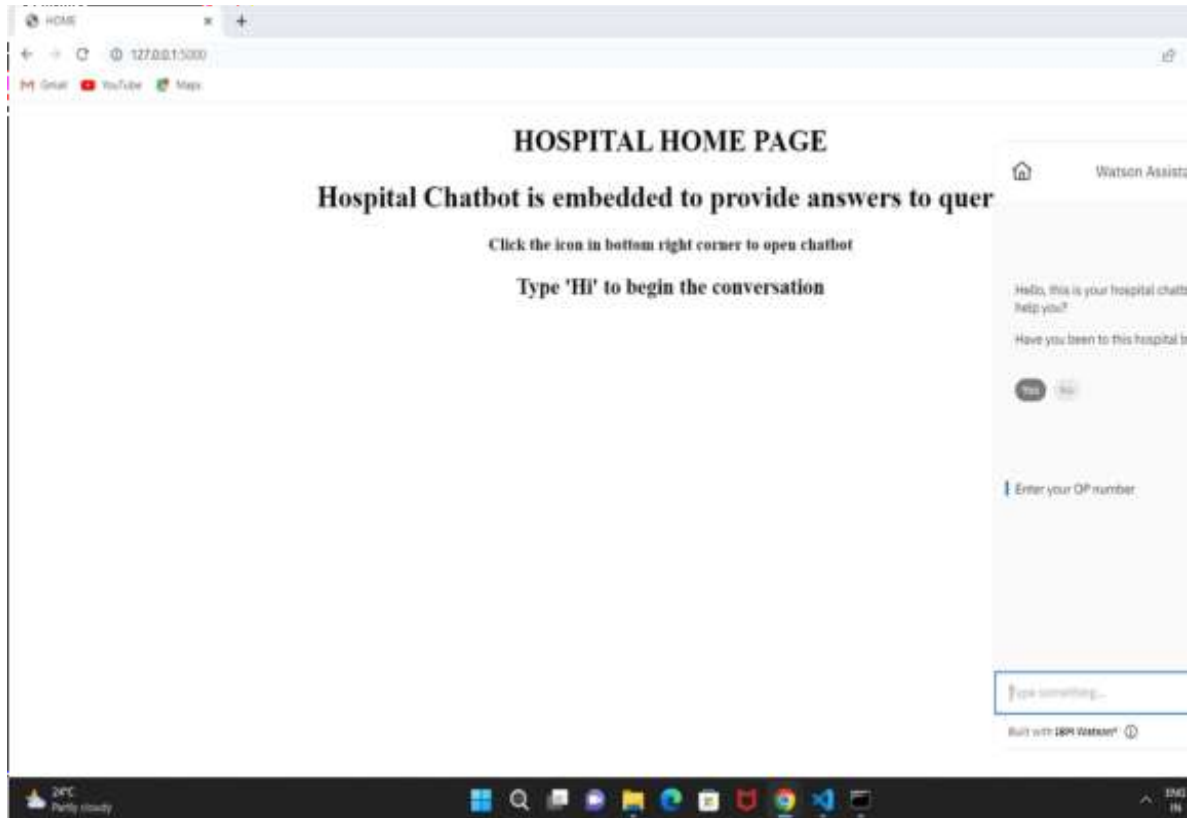 HOME
127.0.0.1:5000
Gmail YouTube Maps
HOSPITAL HOME PAGE
Hospital Chatbot is embedded to provide answers to quer
Click the icon in bottom right corner to open chatbot
Type 'Hi' to begin the conversation
Watson Assista
Hello, this is your hospital chatb
help you?
Have you been to this hospital b
Yes No
Enter your OP number
Type something...
Built with IBM Watson®
24°C
Partly cloudy
ENG
IN